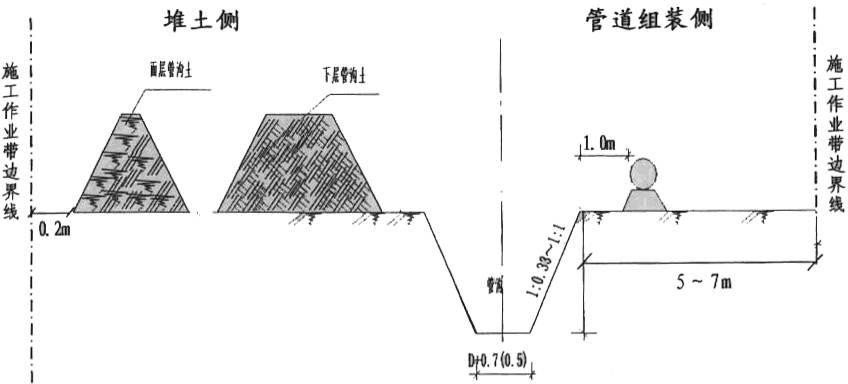 堆土侧
管道组装侧
施工作业带边界线
面层管沟土
下层管沟土
施工作业带边界线
1.0m
0.2m
管沟
1:0.33~1:1
5~7m
D+0.7(0.5)